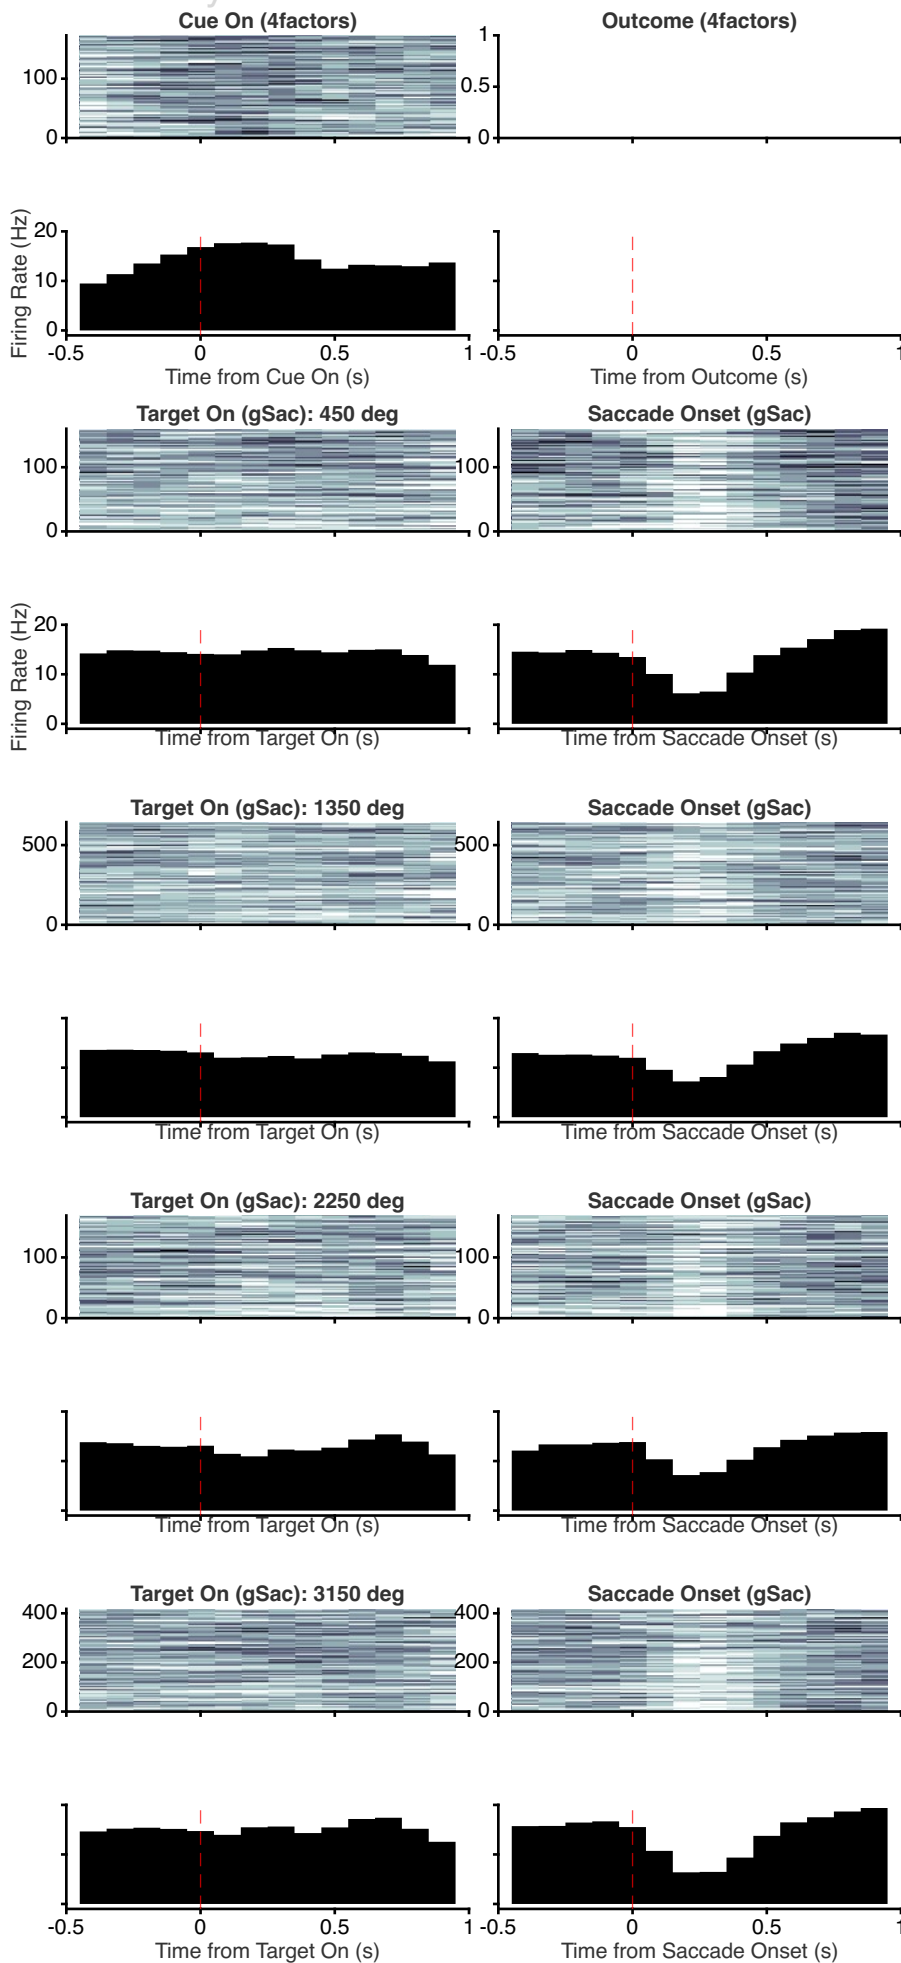 Cue On (4factors) Outcome (4factors)
100
0
1
0.5
0
Firing Rate (Hz)
20
10
0
-0.5 0 0.5 1 -0.5 0 0.5 1
Time from Cue On (s) Time from Outcome (s)
Target On (gSac): 450 deg Saccade Onset (gSac)
100 100
0 0
Firing Rate (Hz)
20
10
0
Time from Target On (s) Time from Saccade Onset (s)
Target On (gSac): 1350 deg Saccade Onset (gSac)
500 500
0 0
Time from Target On (s) Time from Saccade Onset (s)
Target On (gSac): 2250 deg Saccade Onset (gSac)
100 100
0 0
Time from Target On (s) Time from Saccade Onset (s)
Target On (gSac): 3150 deg Saccade Onset (gSac)
400 400
200 200
0 0
-0.5 0 0.5 1 -0.5 0 0.5 1
Time from Target On (s) Time from Saccade Onset (s)